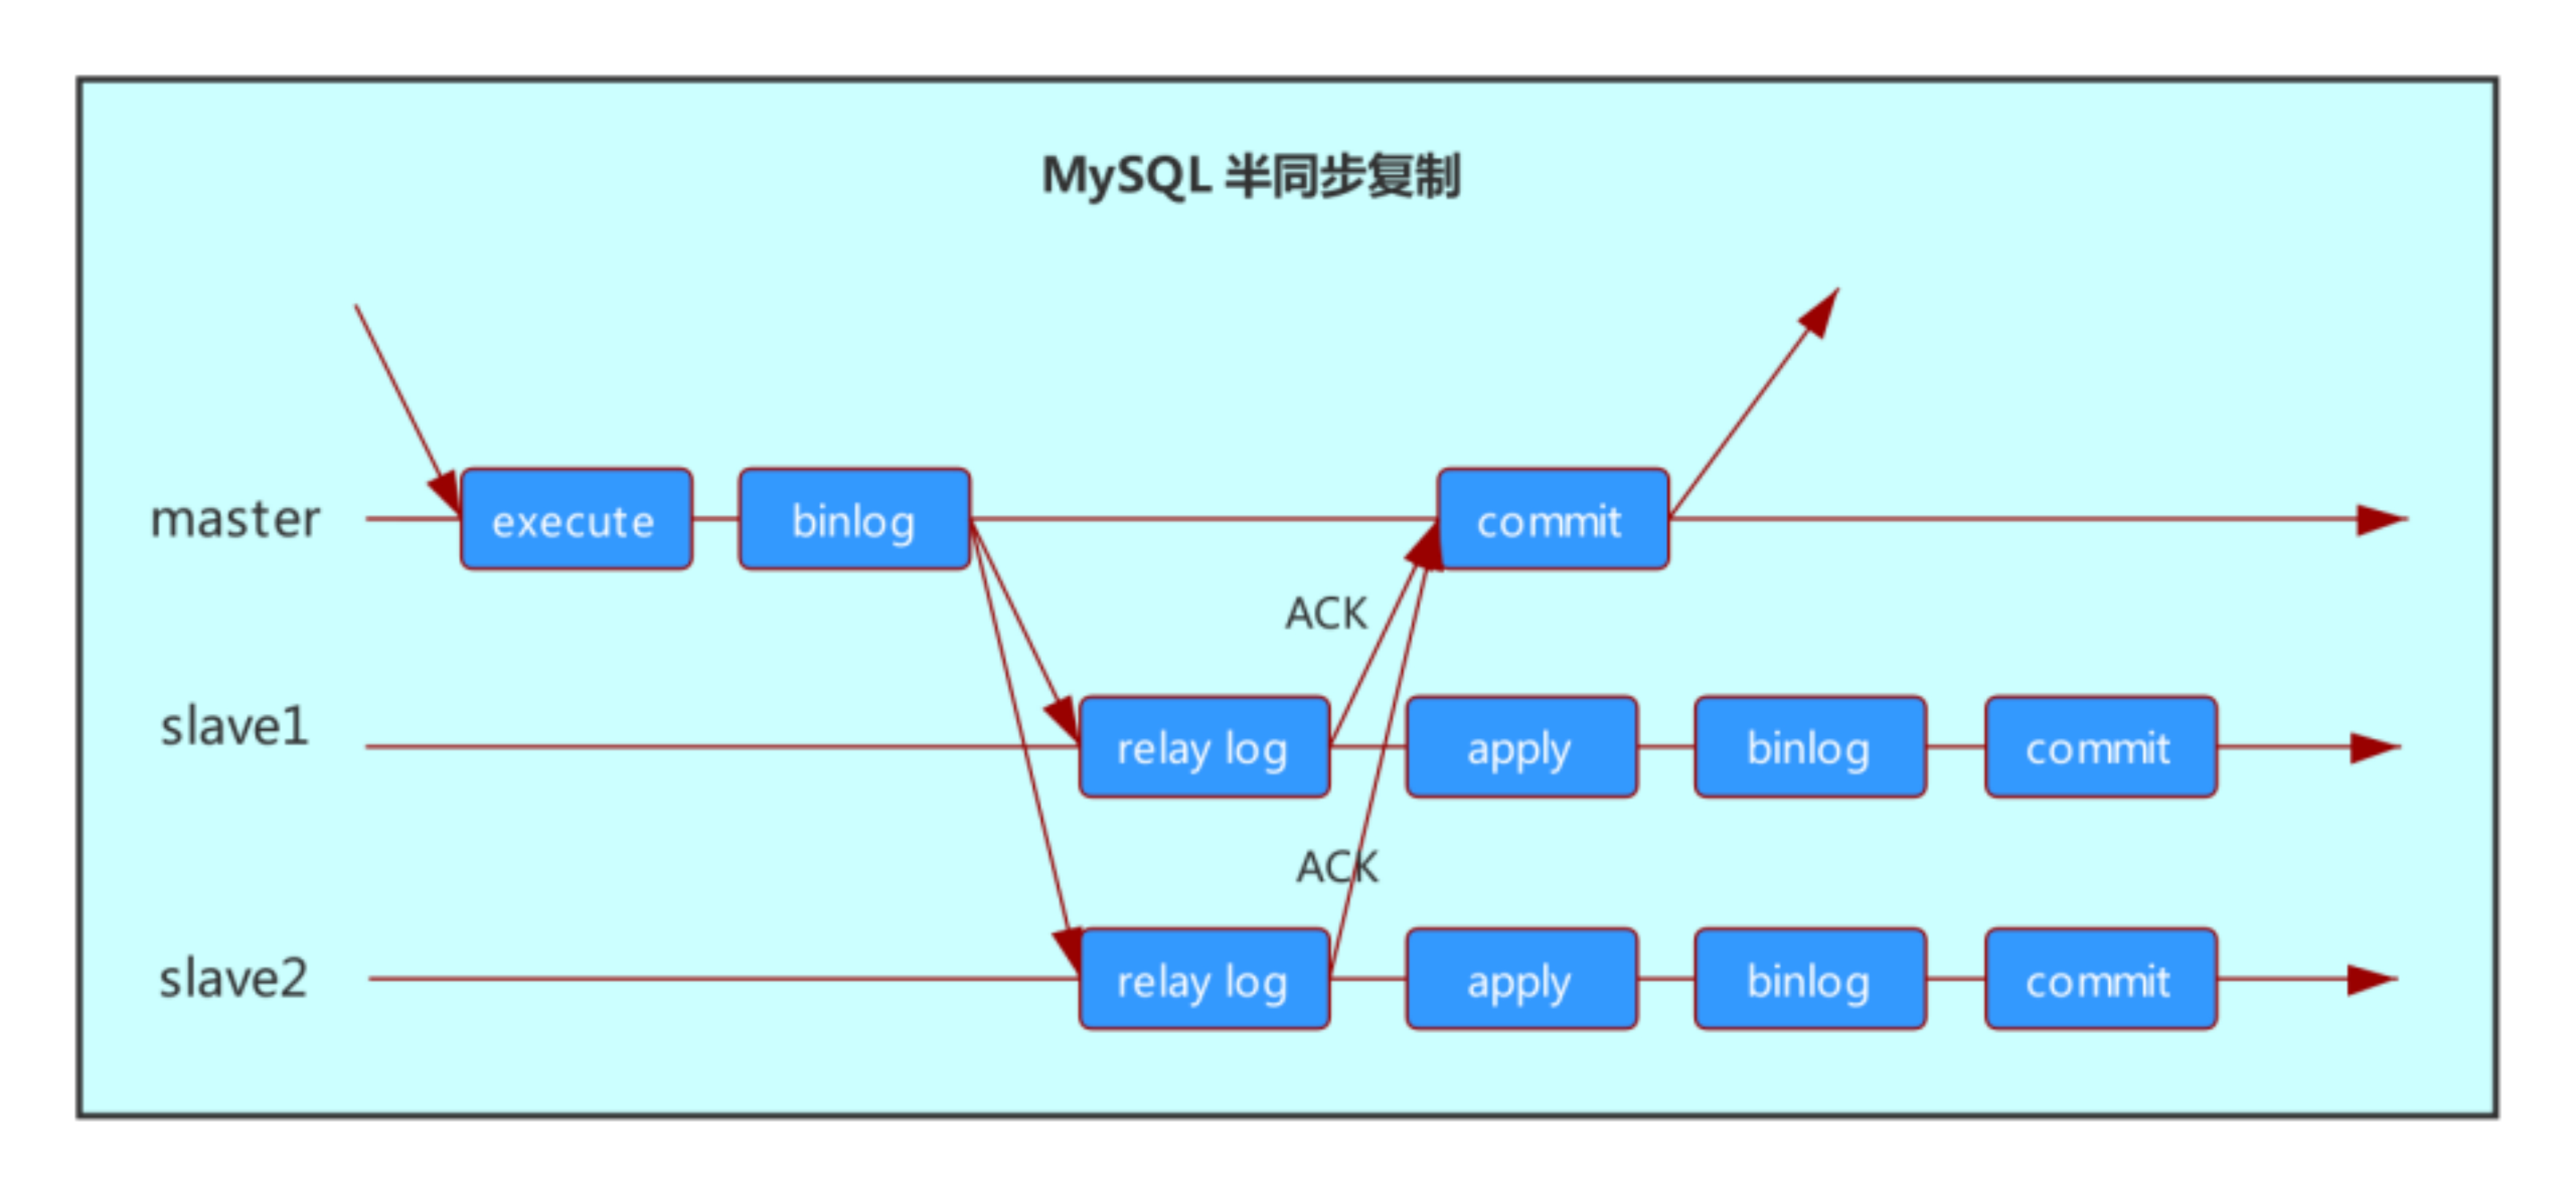 MySQL 半同步复制
master
execute
binlog
commit
ACK
slave1
relay log
apply
binlog
commit
ACK
slave2
relay log
apply
binlog
commit